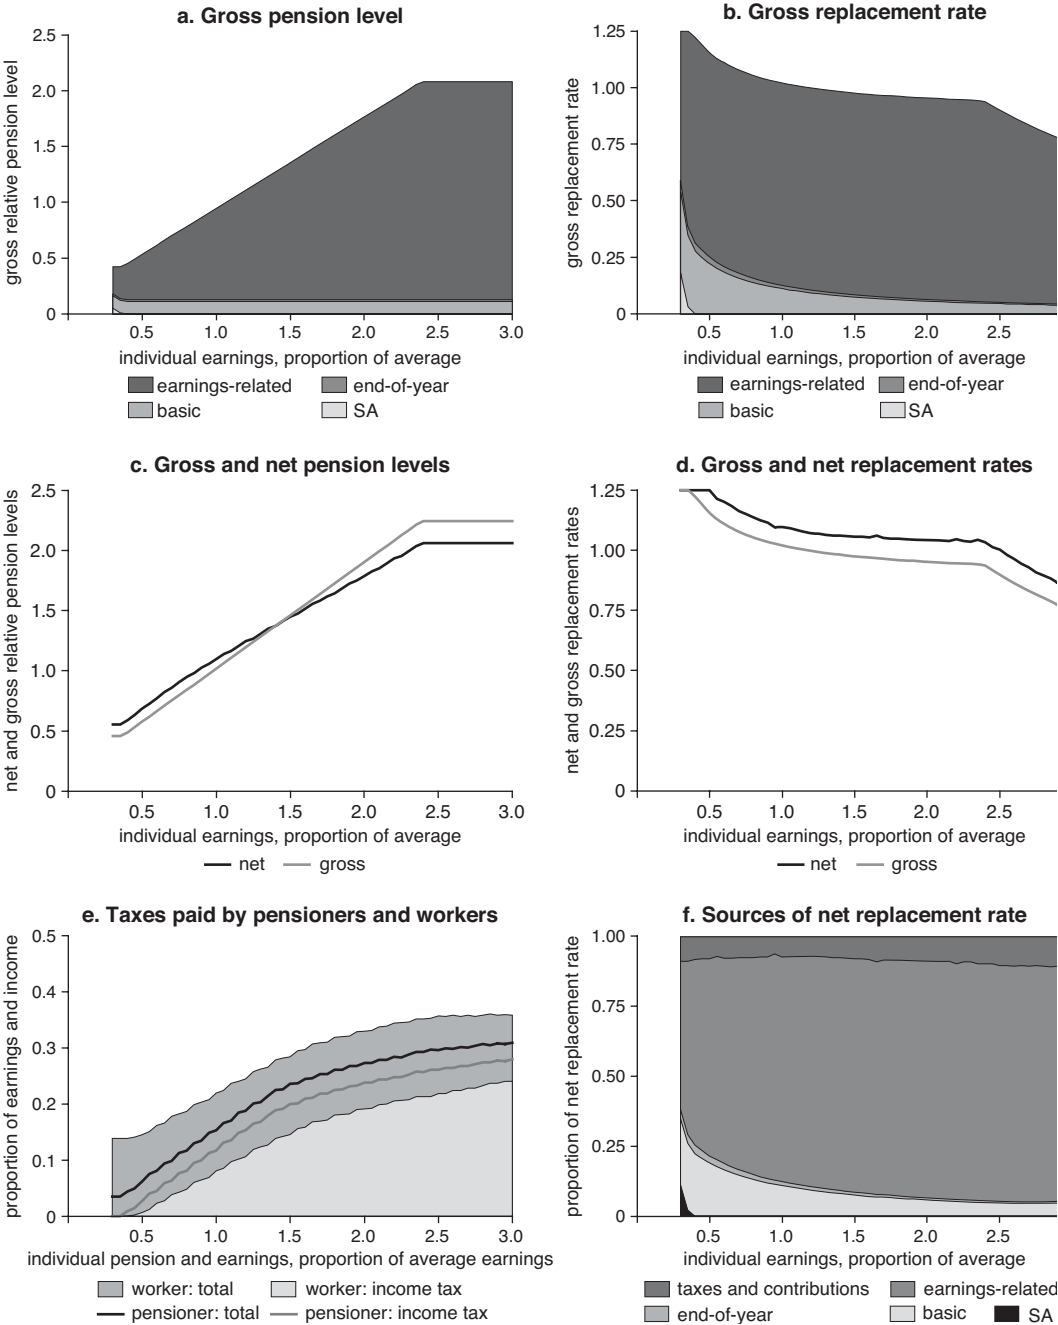 a. Gross pension level
gross relative pension level
2.5
2.0
1.5
1.0
0.5
0
0.5 1.0 1.5 2.0 2.5 3.0
individual earnings, proportion of average
earnings-related end-of-year
basic SA
b. Gross replacement rate
gross replacement rate
1.25
1.00
0.75
0.50
0.25
0
0.5 1.0 1.5 2.0 2.5
individual earnings, proportion of average
earnings-related end-of-year
basic SA
c. Gross and net pension levels
net and gross relative pension levels
2.5
2.0
1.5
1.0
0.5
0
0.5 1.0 1.5 2.0 2.5 3.0
individual earnings, proportion of average
net gross
d. Gross and net replacement rates
net and gross replacement rates
1.25
1.00
0.75
0.50
0.25
0
0.5 1.0 1.5 2.0 2.5
individual earnings, proportion of average
net gross
e. Taxes paid by pensioners and workers
proportion of earnings and income
0.5
0.4
0.3
0.2
0.1
0
0.5 1.0 1.5 2.0 2.5 3.0
individual pension and earnings, proportion of average earnings
worker: total worker: income tax
pensioner: total pensioner: income tax
f. Sources of net replacement rate
proportion of net replacement rate
1.00
0.75
0.50
0.25
0
0.5 1.0 1.5 2.0 2.5
individual earnings, proportion of average
taxes and contributions earnings-related
end-of-year basic SA